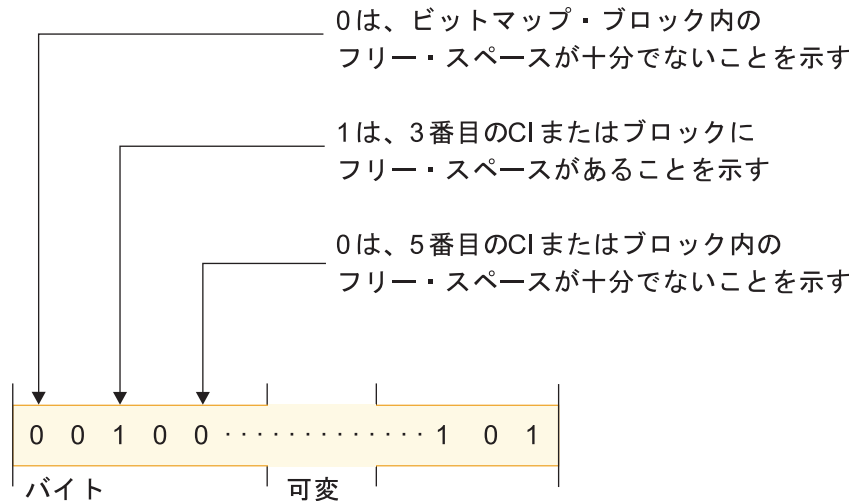 0は、ビットマップ・ブロック内の
フリー・スペースが十分でないことを示す
1は、3番目のCIまたはブロックに
フリー・スペースがあることを示す
0は、5番目のCIまたはブロック内の
フリー・スペースが十分でないことを示す
0 0 1 0 0 ·············· 1 0 1
バイト 可変